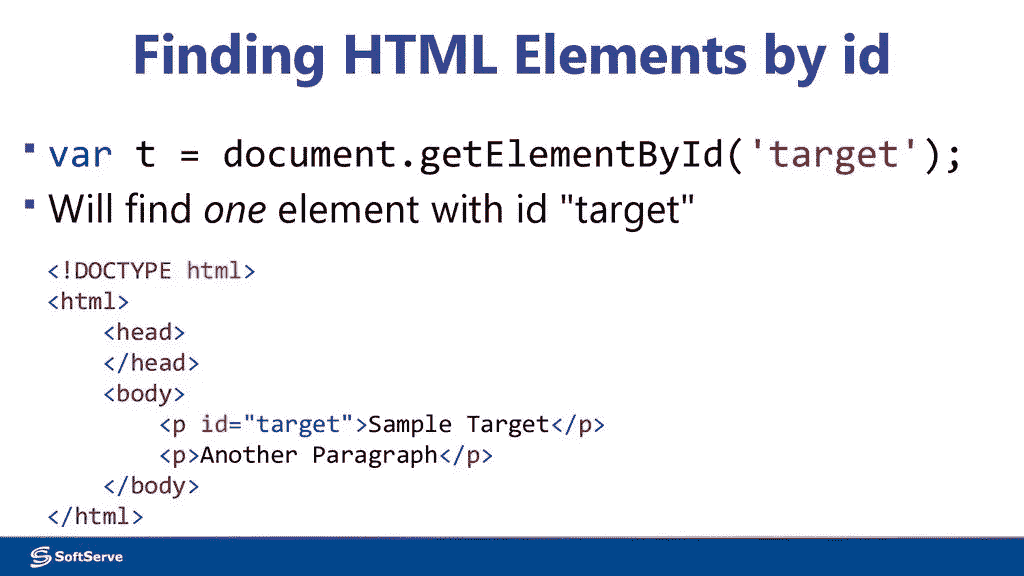 Finding HTML Elements by id
▪ var t = document.getElementById('target');
▪ Will find one element with id "target"
<!DOCTYPE html>
<html>
    <head>
    </head>
    <body>
        <p id="target">Sample Target</p>
        <p>Another Paragraph</p>
    </body>
</html>
SoftServe